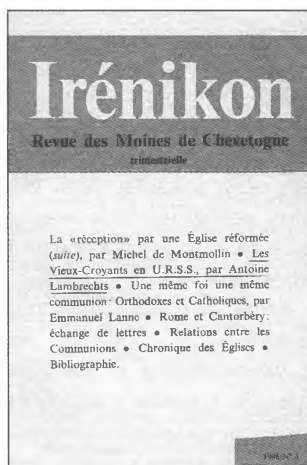 Irénikon
Revue des Moines de Chevetogne
trimestrielle
La «réception» par une Église réformée
(suite), par Michel de Montmollin • Les
Vieux-Croyants en U.R.S.S., par Antoine
Lambrechts • Une même foi une même
communion: Orthodoxes et Catholiques, par
Emmanuel Lanne • Rome et Cantorbéry:
échange de lettres • Relations entre les
Communions • Chronique des Églises •
Bibliographie.